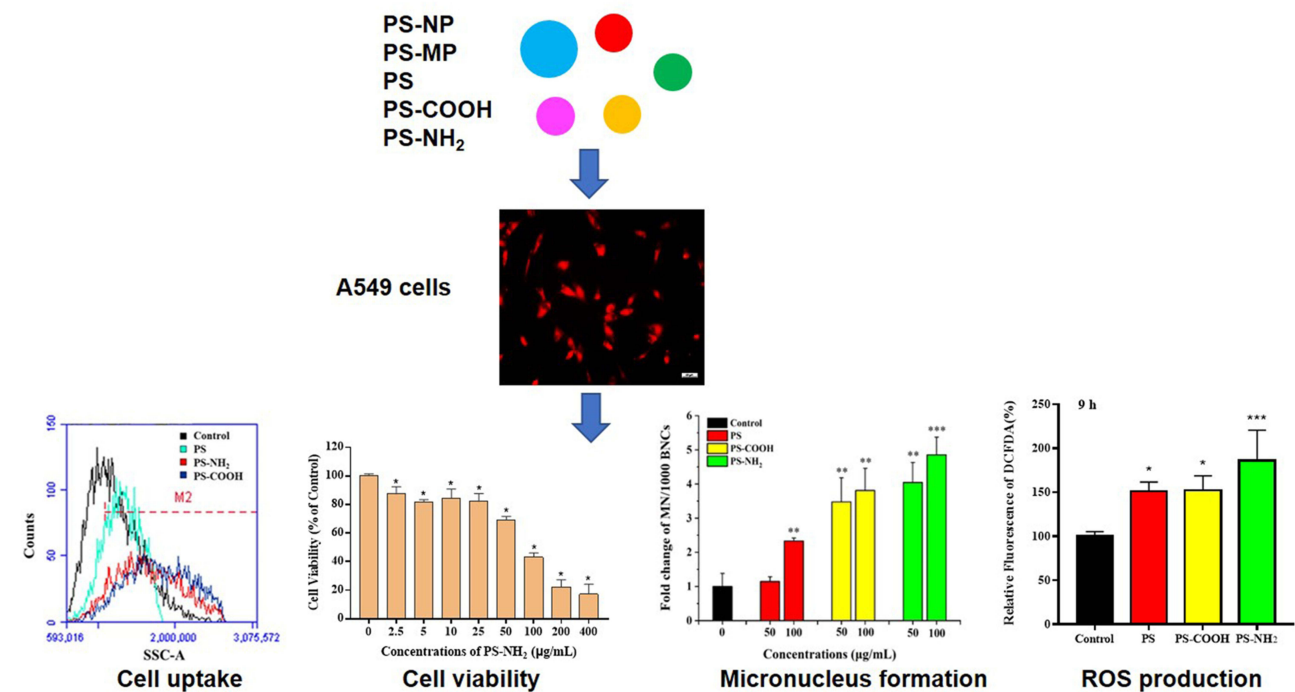 PS-NP
PS-MP
PS
PS-COOH
PS-NH₂
A549 cells
150
100
50
0
Counts
Control
PS
PS-NH₂
PS-COOH
M2
593,016
2,000,000
3,075,572
SSC-A
Cell uptake
120
100
80
60
40
20
0
Cell Viability (% of Control)
* * * * * * * *
0 2.5 5 10 25 50 100 200 400
Concentrations of PS-NH₂ (μg/mL)
Cell viability
6
5
4
3
2
1
0
Fold change of MN/1000 BNCs
Control
PS
PS-COOH
PS-NH₂
** ** ** ** ***
0 50 100 50 100 50 100
Concentrations (μg/mL)
Micronucleus formation
250
200
150
100
50
0
Relative Fluorescence of DCFDA(%)
9 h
* * ***
Control PS PS-COOH PS-NH₂
ROS production